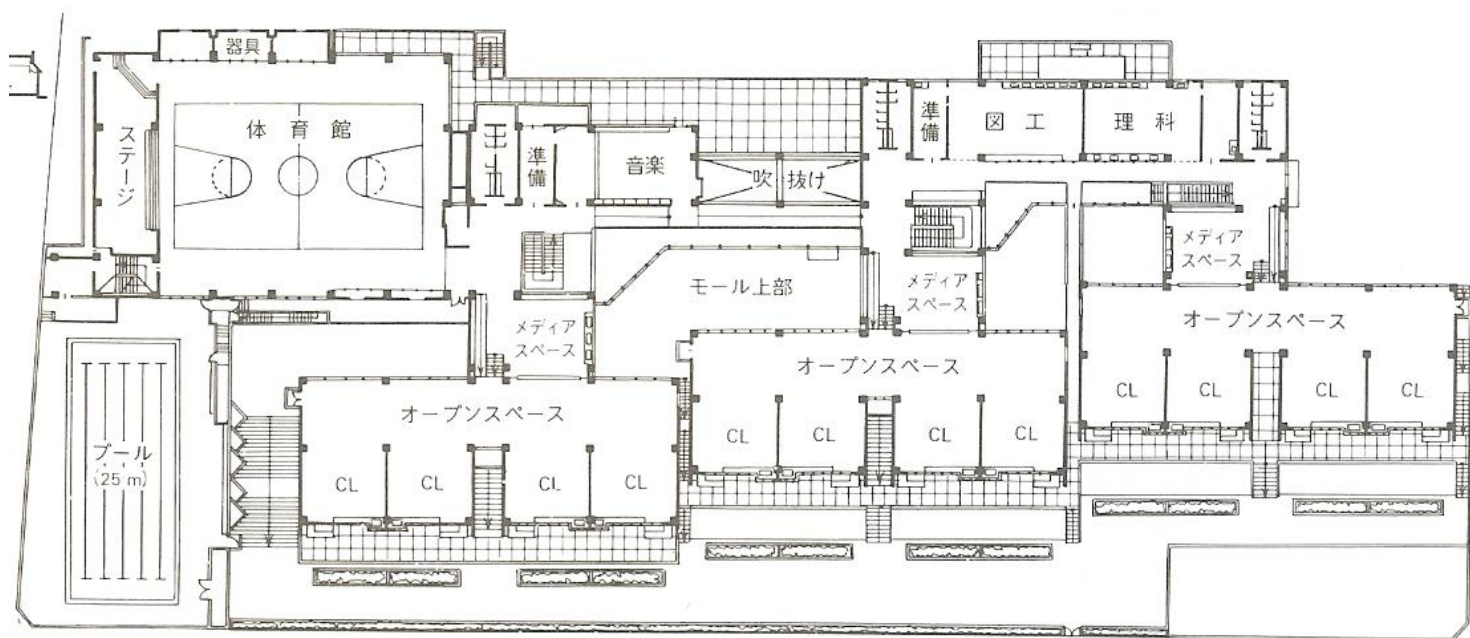 器具
体育館
ステージ
準備
音楽
吹・抜け
準備
図工
理科
メディア
スペース
モール上部
メディア
スペース
メディア
スペース
オープンスペース
CL
CL
CL
CL
オープンスペース
CL
CL
CL
CL
オープンスペース
CL
CL
CL
CL
プール
(25 m)